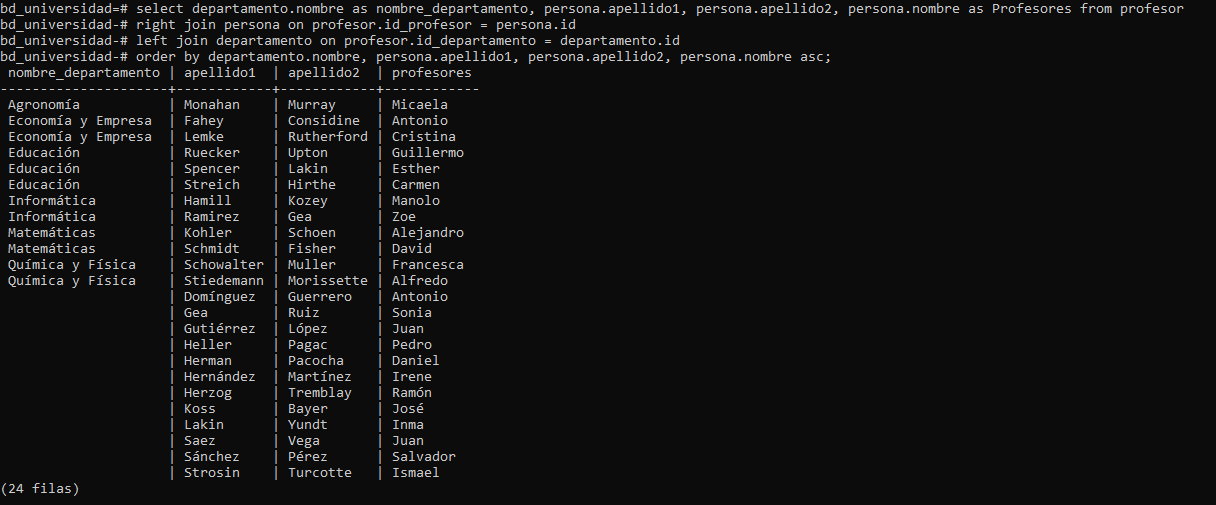 bd_universidad=# select departamento.nombre as nombre_departamento, persona.apellido1, persona.apellido2, persona.nombre as Profesores from profesor
bd_universidad-# right join persona on profesor.id_profesor = persona.id
bd_universidad-# left join departamento on profesor.id_departamento = departamento.id
bd_universidad-# order by departamento.nombre, persona.apellido1, persona.apellido2, persona.nombre asc;
 nombre_departamento | apellido1  | apellido2  | profesores
---------------------+------------+------------+------------
 Agronomía           | Monahan    | Murray     | Micaela
 Economía y Empresa  | Fahey      | Considine  | Antonio
 Economía y Empresa  | Lemke      | Rutherford | Cristina
 Educación           | Ruecker    | Upton      | Guillermo
 Educación           | Spencer    | Lakin      | Esther
 Educación           | Streich    | Hirthe     | Carmen
 Informática         | Hamill     | Kozey      | Manolo
 Informática         | Ramirez    | Gea        | Zoe
 Matemáticas         | Kohler     | Schoen     | Alejandro
 Matemáticas         | Schmidt    | Fisher     | David
 Química y Física    | Schowalter | Muller     | Francesca
 Química y Física    | Stiedemann | Morissette | Alfredo
                     | Domínguez  | Guerrero   | Antonio
                     | Gea        | Ruiz       | Sonia
                     | Gutiérrez  | López      | Juan
                     | Heller     | Pagac      | Pedro
                     | Herman     | Pacocha    | Daniel
                     | Hernández  | Martínez   | Irene
                     | Herzog     | Tremblay   | Ramón
                     | Koss       | Bayer      | José
                     | Lakin      | Yundt      | Inma
                     | Saez       | Vega       | Juan
                     | Sánchez    | Pérez      | Salvador
                     | Strosin    | Turcotte   | Ismael
(24 filas)